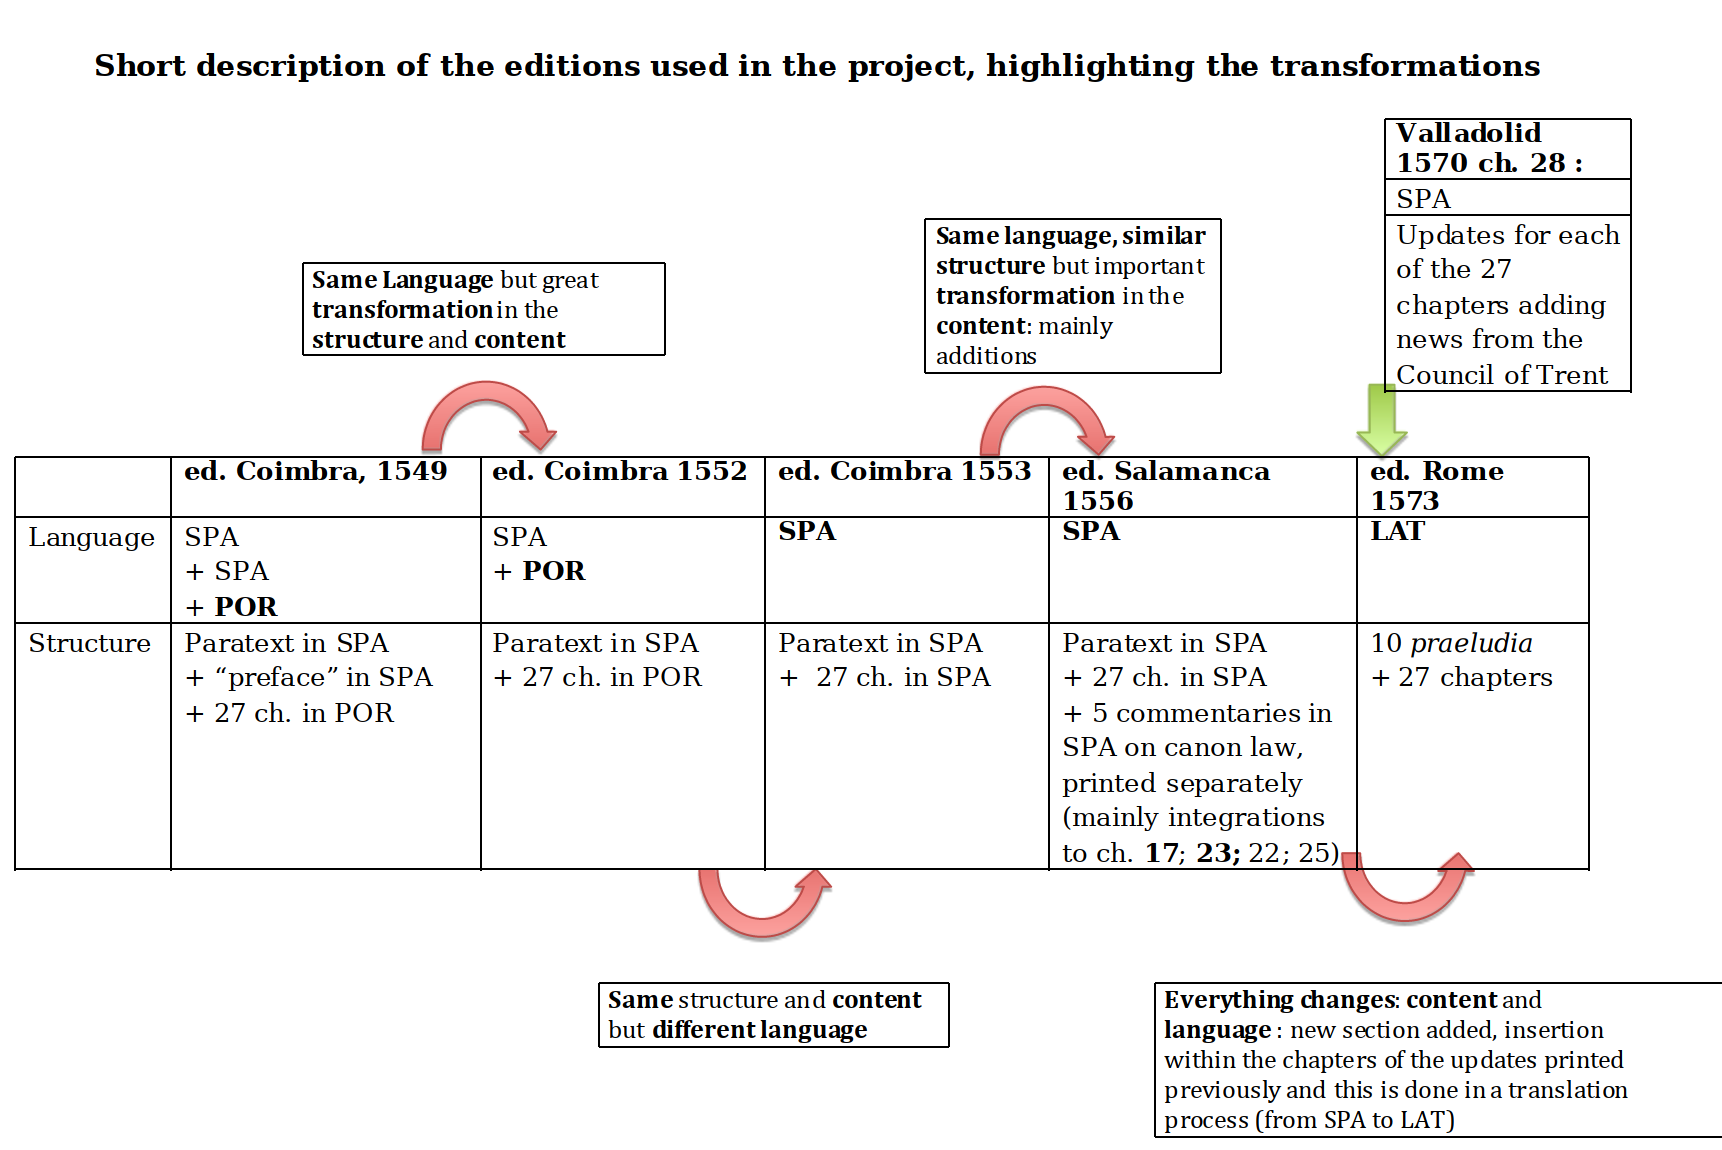 Short description of the editions used in the project, highlighting the transformations
Valladolid
1570 ch. 28 :
SPA
Updates for each
of the 27
chapters adding
news from the
Council of Trent
Same language, similar
structure but important
transformation in the
content: mainly
additions
Same Language but great
transformation in the
structure and content
ed. Coimbra, 1549
ed. Coimbra 1552
ed. Coimbra 1553
ed. Salamanca
1556
ed. Rome
1573
Language
SPA
+ SPA
+ POR
SPA
+ POR
SPA
SPA
LAT
Structure
Paratext in SPA
+ “preface” in SPA
+ 27 ch. in POR
Paratext in SPA
+ 27 ch. in POR
Paratext in SPA
+ 27 ch. in SPA
Paratext in SPA
+ 27 ch. in SPA
+ 5 commentaries in
SPA on canon law,
printed separately
(mainly integrations
to ch. 17; 23; 22; 25)
10 praeludia
+ 27 chapters
Same structure and content
but different language
Everything changes: content and
language : new section added, insertion
within the chapters of the updates printed
previously and this is done in a translation
process (from SPA to LAT)